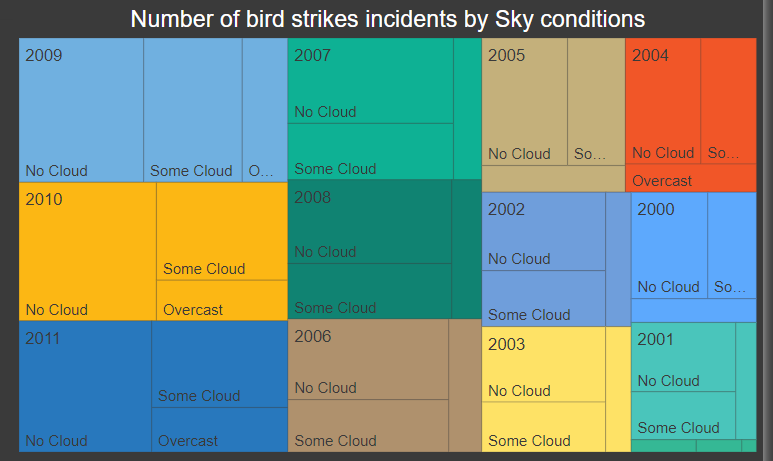 Number of bird strikes incidents by Sky conditions
2009
No Cloud
Some Cloud
O...
2010
No Cloud
Some Cloud
Overcast
2011
No Cloud
Some Cloud
Overcast
2007
No Cloud
Some Cloud
2008
No Cloud
Some Cloud
2006
No Cloud
Some Cloud
2005
No Cloud
So...
2004
No Cloud
So...
Overcast
2002
No Cloud
Some Cloud
2003
No Cloud
Some Cloud
2000
No Cloud
So...
2001
No Cloud
Some Cloud